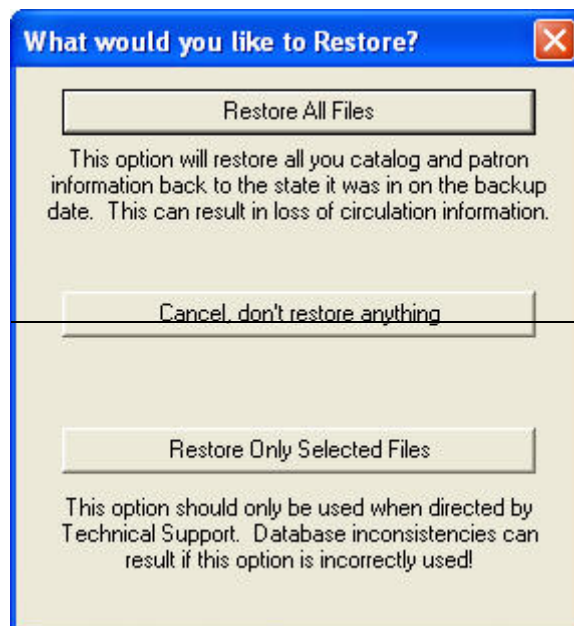 What would you like to Restore?
Restore All Files
This option will restore all you catalog and patron
information back to the state it was in on the backup
date.  This can result in loss of circulation information.
Cancel, don't restore anything
Restore Only Selected Files
This option should only be used when directed by
Technical Support.  Database inconsistencies can
result if this option is incorrectly used!